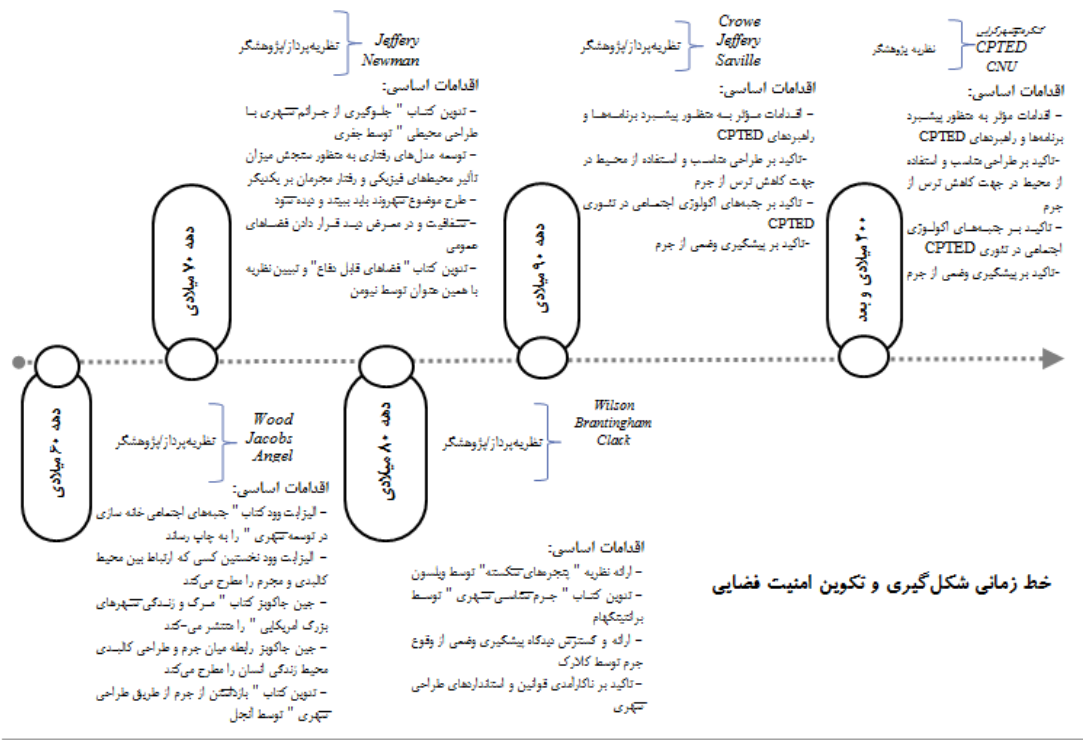 Jeffery
Newman
نظریه‌پرداز/پژوهشگر
اقدامات اساسی:
- تدوین کتاب " جلوگیری از جرائم شهری با
طراحی محیطی " توسط جفری
- توسعه مدل‌های رفتاری به منظور سنجش میزان
تأثیر محیط‌های فیزیکی و رفتار مجرمان بر یکدیگر
- طرح موضوع شهروند باید ببیند و دیده شود
- شفافیت و در معرض دید قرار دادن فضاهای
عمومی
- تدوین کتاب " فضاهای قابل دفاع" و تبیین نظریه
با همین عنوان توسط نیومن
دهه ۷۰ میلادی
Crowe
Jeffery
Saville
نظریه‌پرداز/پژوهشگر
اقدامات اساسی:
- اقدامات مؤثر به منظور پیشبرد برنامه‌ها و
راهبردهای CPTED
-تاکید بر طراحی مناسب و استفاده از محیط در
جهت کاهش ترس از جرم
- تاکید بر جنبه‌های اکولوژی اجتماعی در تئوری
CPTED
-تاکید بر پیشگیری وضعی از جرم
دهه ۹۰ میلادی
CPTED
CNU
نظریه پژوهشگر
اقدامات اساسی:
- اقدامات مؤثر به منظور پیشبرد
برنامه‌ها و راهبردهای CPTED
-تاکید بر طراحی مناسب و استفاده
از محیط در جهت کاهش ترس از
جرم
- تاکید بر جنبه‌های اکولوژی
اجتماعی در تئوری CPTED
-تاکید بر پیشگیری وضعی از جرم
۲۰۰ میلادی و بعد
دهه ۶۰ میلادی
Wood
Jacobs
Angel
نظریه‌پرداز/پژوهشگر
اقدامات اساسی:
- الیزابت وود کتاب " جنبه‌های اجتماعی خانه سازی
در توسعه شهری " را به چاپ رساند
- الیزابت وود نخستین کسی که ارتباط بین محیط
کالبدی و مجرم را مطرح می‌کند
- جین جاکوبز کتاب " مرگ و زندگی شهرهای
بزرگ امریکایی " را منتشر می-کند
- جین جاکوبز رابطه میان جرم و طراحی کالبدی
محیط زندگی انسان را مطرح می‌کند
- تدوین کتاب " بازداشتن از جرم از طریق طراحی
شهری " توسط آنجل
دهه ۸۰ میلادی
Wilson
Brantingham
Clack
نظریه‌پرداز/پژوهشگر
اقدامات اساسی:
- ارائه نظریه " پنجره‌های شکسته" توسط ویلسون
- تدوین کتاب " جرم شناسی شهری " توسط
برانتینگهام
- ارائه و گسترش دیدگاه پیشگیری وضعی از وقوع
جرم توسط کلارک
- تاکید بر ناکارآمدی قوانین و استانداردهای طراحی
شهری
خط زمانی شکل‌گیری و تکوین امنیت فضایی